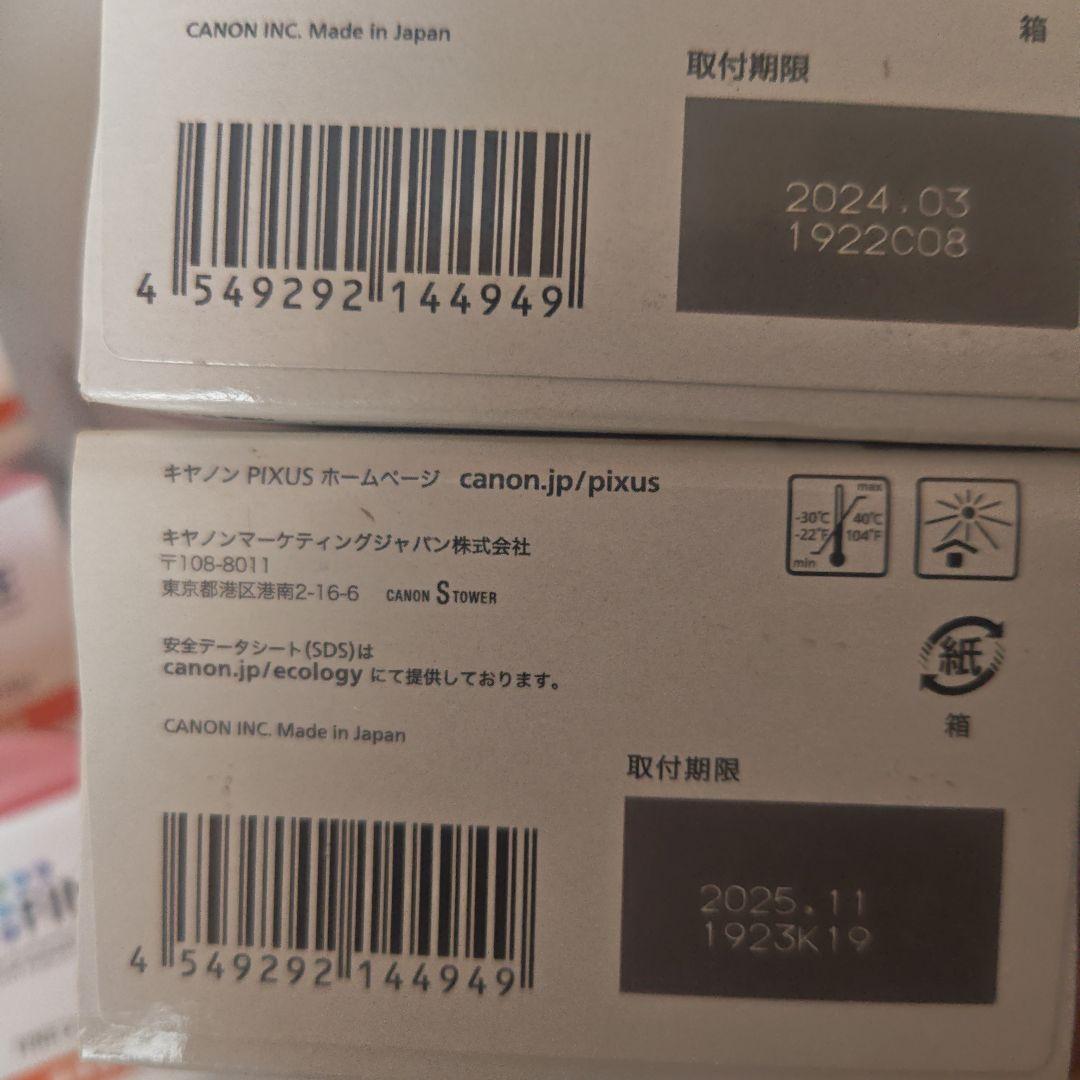 CANON INC. Made in Japan
箱
取付期限
2024.03
1922C08
4 549292 144949
キヤノン PIXUS ホームページ canon.jp/pixus
キヤノンマーケティングジャパン株式会社
〒108-8011
東京都港区港南2-16-6 CANON S TOWER
安全データシート(SDS)は
canon.jp/ecology にて提供しております。
CANON INC. Made in Japan
max
-30℃ 40℃
-22°F 104°F
min
紙
箱
取付期限
2025.11
1923K19
4 549292 144949